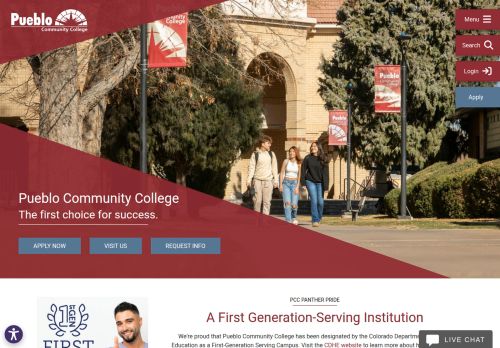 Pueblo
Community College
Menu
Search
Login
Apply
Community
College
Pueblo
Pueblo
Pueblo Community College
The first choice for success.
APPLY NOW
VISIT US
REQUEST INFO
PCC PANTHER PRIDE
A First Generation-Serving Institution
We're proud that Pueblo Community College has been designated by the Colorado Department
Education as a First-Generation Serving Campus. Visit the CDHE website to learn more about
1ST GEN
FIRST
LIVE CHAT